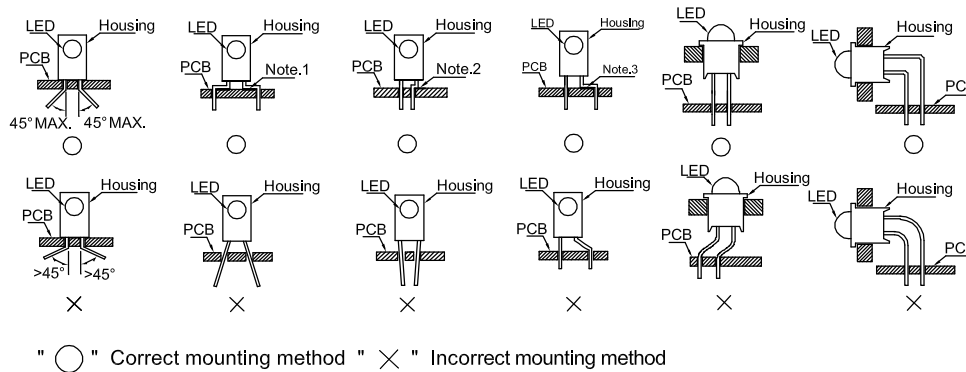 LED Housing
PCB
45°MAX. 45°MAX.
LED Housing
PCB Note.1
LED Housing
PCB Note.2
LED Housing
PCB Note.3
LED Housing
PCB
LED Housing
PC
LED Housing
PCB
>45° >45°
LED Housing
PCB
LED Housing
PCB
LED Housing
PCB
LED Housing
PCB
LED Housing
PC
" ◯ " Correct mounting method " ✕ " Incorrect mounting method